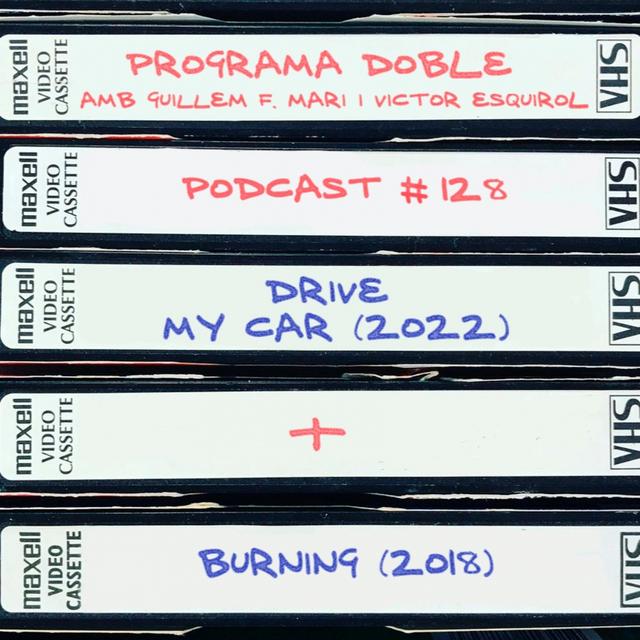 maxell
VIDEO
CASSETTE
PROGRAMA DOBLE
AMB GUILLEM F. MARI I VICTOR ESQUIROL
VHS
maxell
VIDEO
CASSETTE
PODCAST #128
VHS
maxell
VIDEO
CASSETTE
DRIVE
MY CAR (2022)
VHS
maxell
VIDEO
CASSETTE
+
VHS
maxell
VIDEO
CASSETTE
BURNING (2018)
VHS